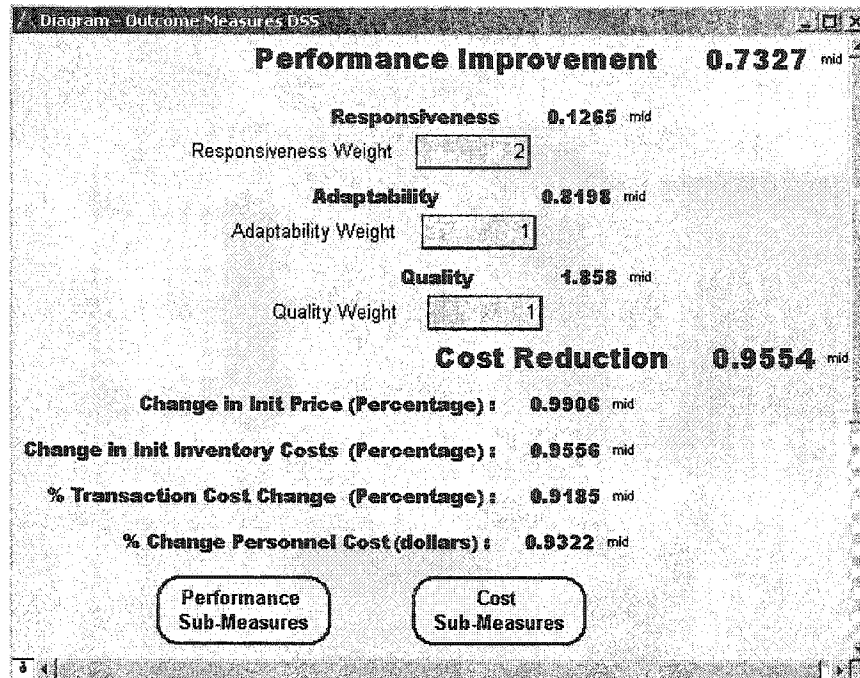 Diagram - Outcome Measures DSS
Performance Improvement 0.7327 mid
Responsiveness 0.1265 mid
Responsiveness Weight 2
Adaptability 0.8198 mid
Adaptability Weight 1
Quality 1.858 mid
Quality Weight 1
Cost Reduction 0.9554 mid
Change in Init Price (Percentage) : 0.9906 mid
Change in Init Inventory Costs (Percentage) : 0.9556 mid
% Transaction Cost Change (Percentage) : 0.9185 mid
% Change Personnel Cost (dollars) : 0.9322 mid
Performance Cost
Sub-Measures Sub-Measures